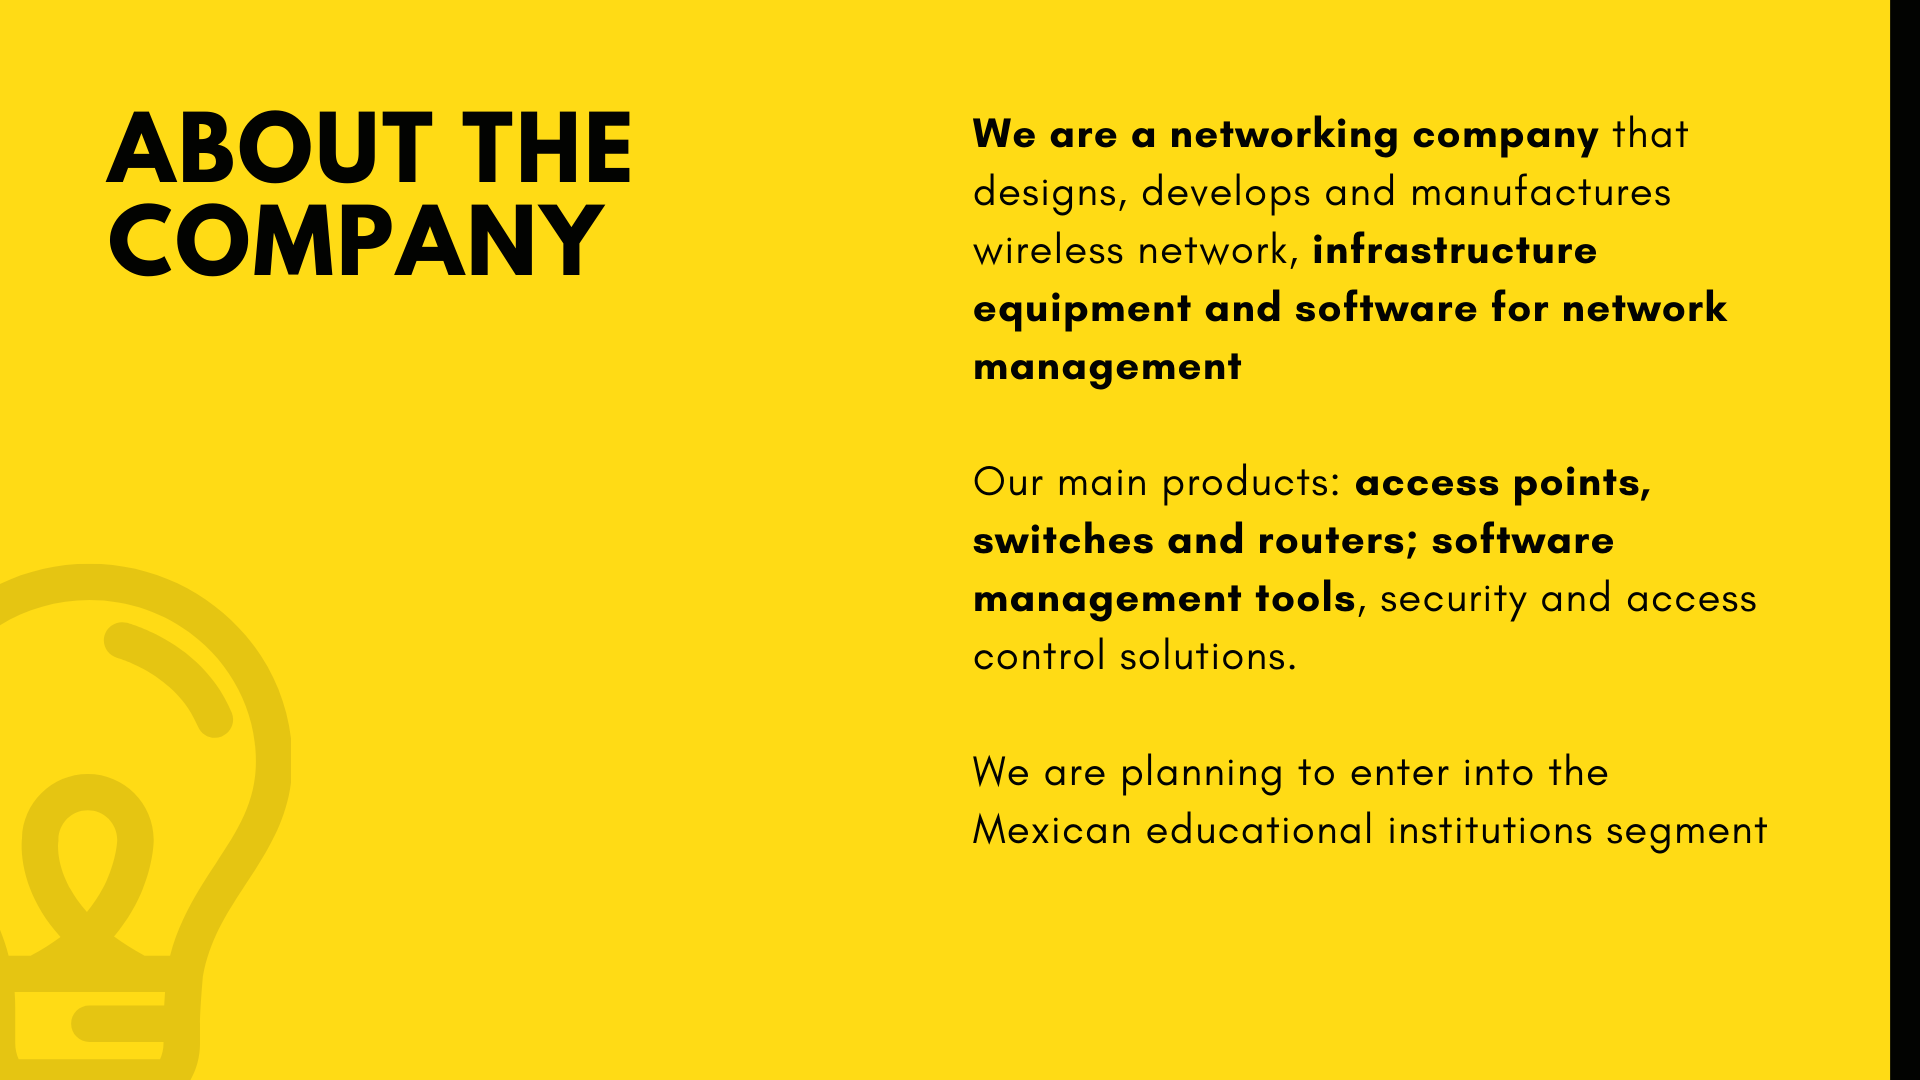 ABOUT THE
COMPANY
We are a networking company that
designs, develops and manufactures
wireless network, infrastructure
equipment and software for network
management
Our main products: access points,
switches and routers; software
management tools, security and access
control solutions.
We are planning to enter into the
Mexican educational institutions segment